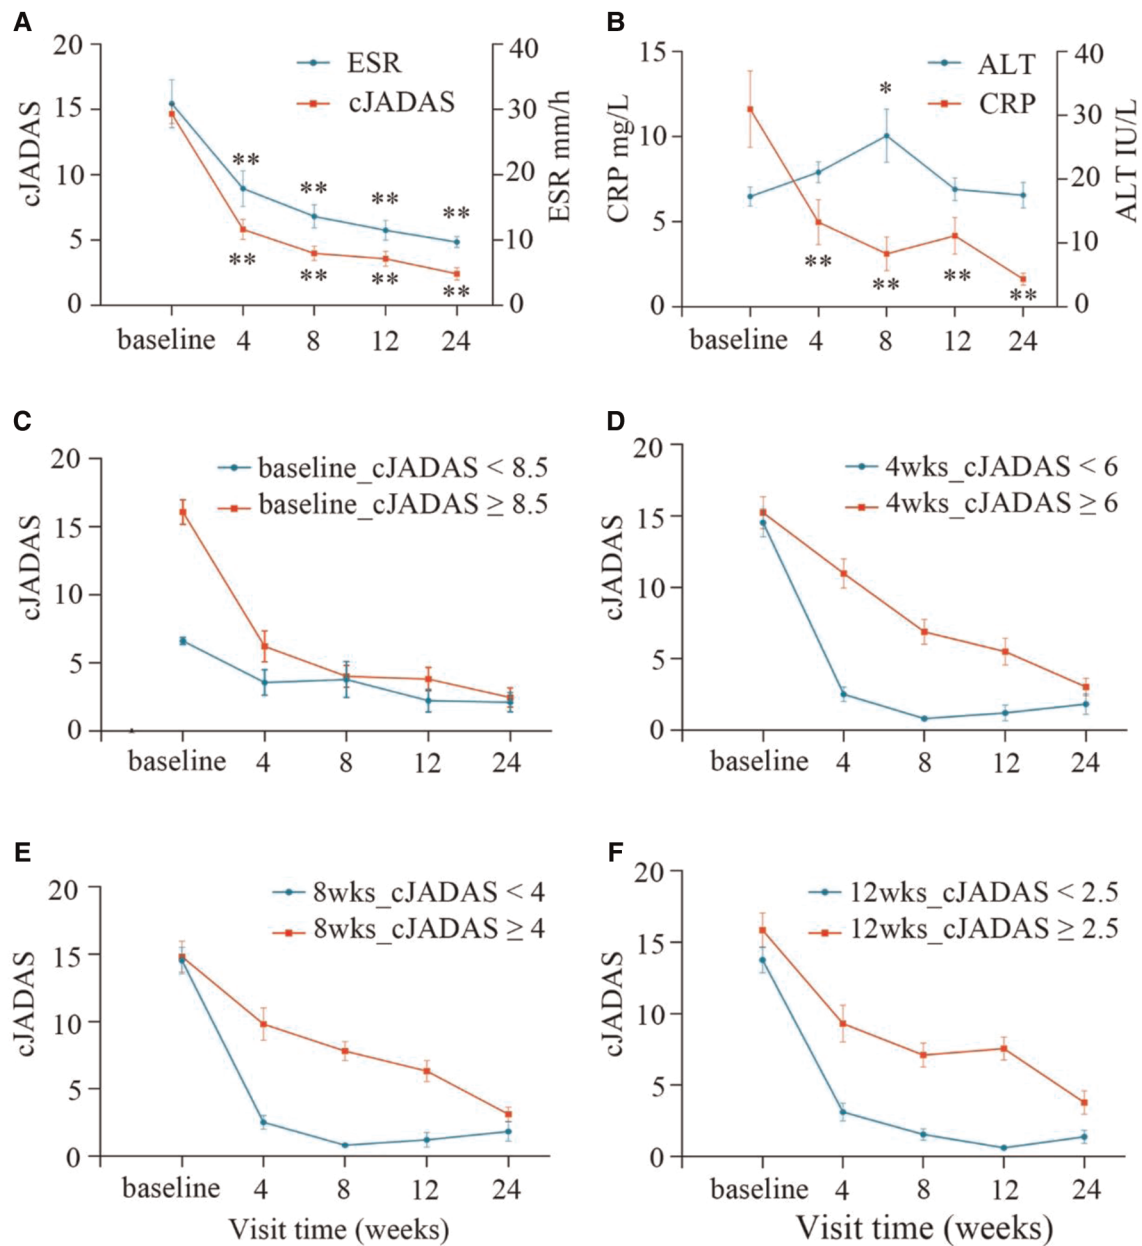 A
20
15
10
5
0
cJADAS
ESR
cJADAS
40
30
20
10
0
ESR mm/h
**
**
**
**
**
**
**
**
baseline 4 8 12 24
B
15
10
5
0
CRP mg/L
ALT
CRP
40
30
20
10
0
ALT IU/L
*
**
**
**
**
baseline 4 8 12 24
C
20
15
10
5
0
cJADAS
baseline_cJADAS < 8.5
baseline_cJADAS ≥ 8.5
baseline 4 8 12 24
D
20
15
10
5
0
cJADAS
4wks_cJADAS < 6
4wks_cJADAS ≥ 6
baseline 4 8 12 24
E
20
15
10
5
0
cJADAS
8wks_cJADAS < 4
8wks_cJADAS ≥ 4
baseline 4 8 12 24
Visit time (weeks)
F
20
15
10
5
0
cJADAS
12wks_cJADAS < 2.5
12wks_cJADAS ≥ 2.5
baseline 4 8 12 24
Visit time (weeks)